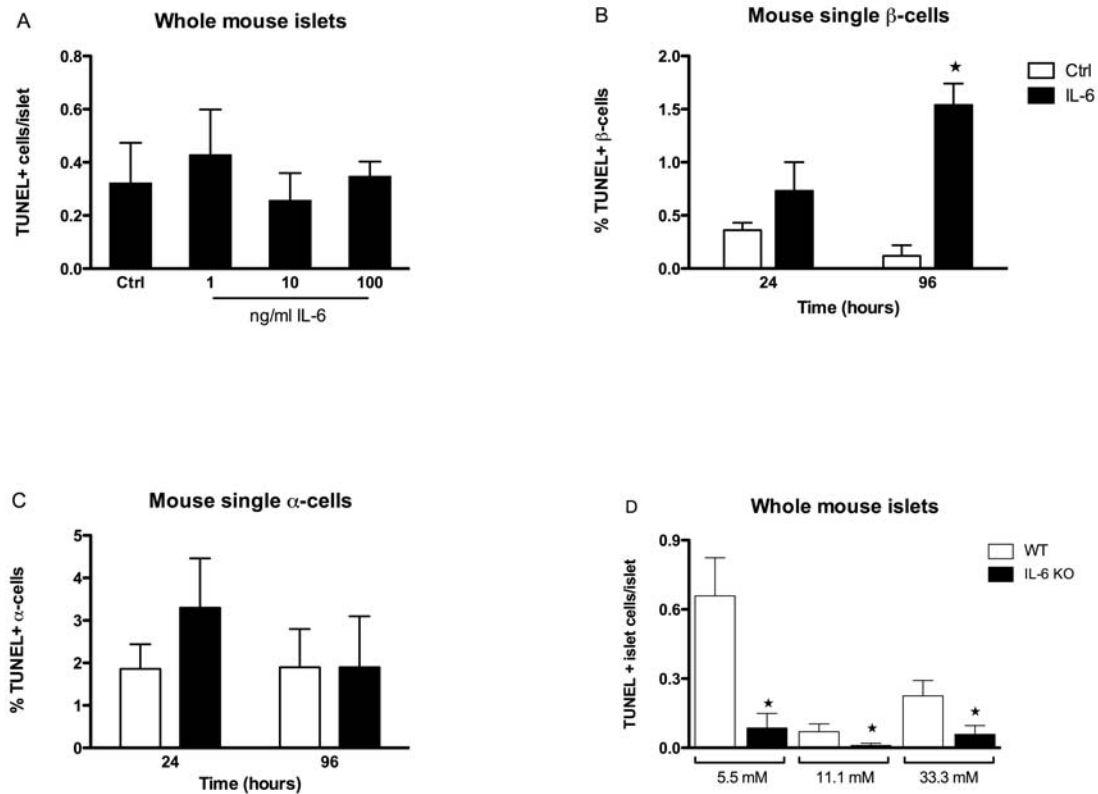 A
Whole mouse islets
TUNEL+ cells/islet
0.8
0.6
0.4
0.2
0.0
Ctrl 1 10 100
ng/ml IL-6
B
Mouse single β-cells
% TUNEL+ β-cells
2.0
1.5
1.0
0.5
0.0
★
Ctrl
IL-6
24 96
Time (hours)
C
Mouse single α-cells
% TUNEL+ α-cells
5
4
3
2
1
0
24 96
Time (hours)
D
Whole mouse islets
TUNEL + islet cells/islet
0.9
0.6
0.3
0.0
★ ★ ★
WT
IL-6 KO
5.5 mM 11.1 mM 33.3 mM